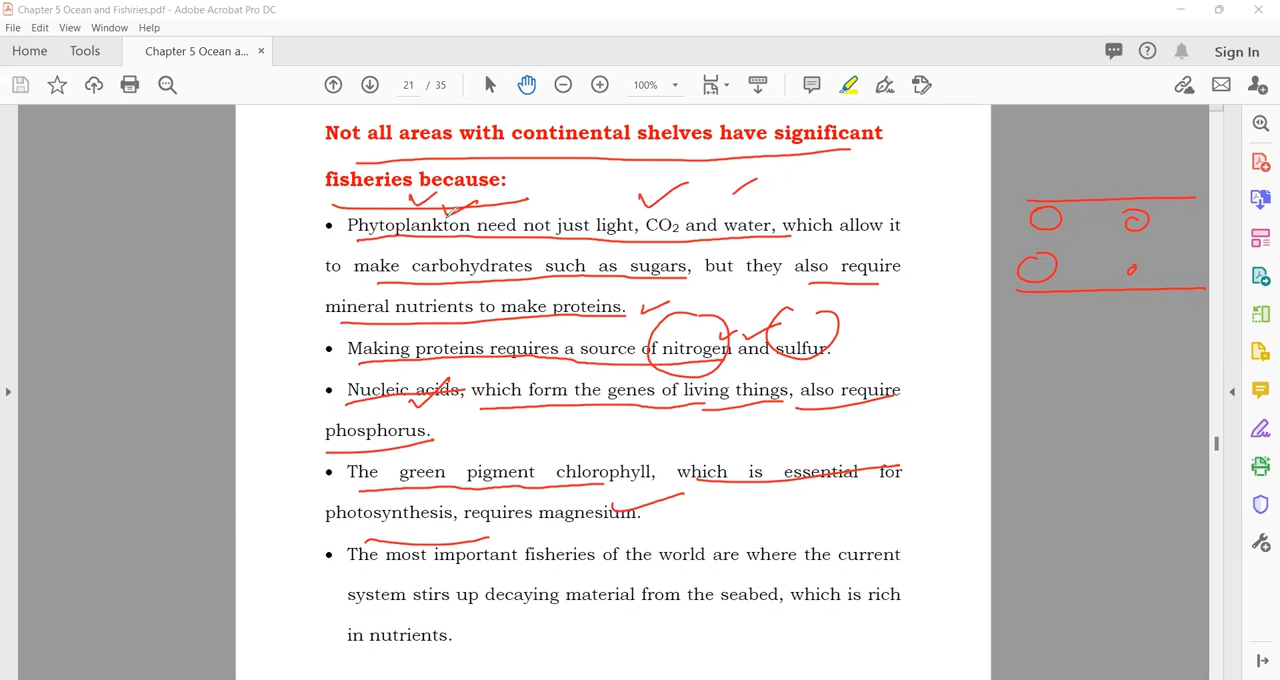 Chapter 5 Ocean and Fishiries.pdf - Adobe Acrobat Pro DC
File Edit View Window Help
Home Tools Chapter 5 Ocean a... × Sign In
21 / 35 100%
Not all areas with continental shelves have significant
fisheries because:
• Phytoplankton need not just light, CO₂ and water, which allow it
to make carbohydrates such as sugars, but they also require
mineral nutrients to make proteins.
• Making proteins requires a source of nitrogen and sulfur.
• Nucleic acids, which form the genes of living things, also require
phosphorus.
• The green pigment chlorophyll, which is essential for
photosynthesis, requires magnesium.
• The most important fisheries of the world are where the current
system stirs up decaying material from the seabed, which is rich
in nutrients.